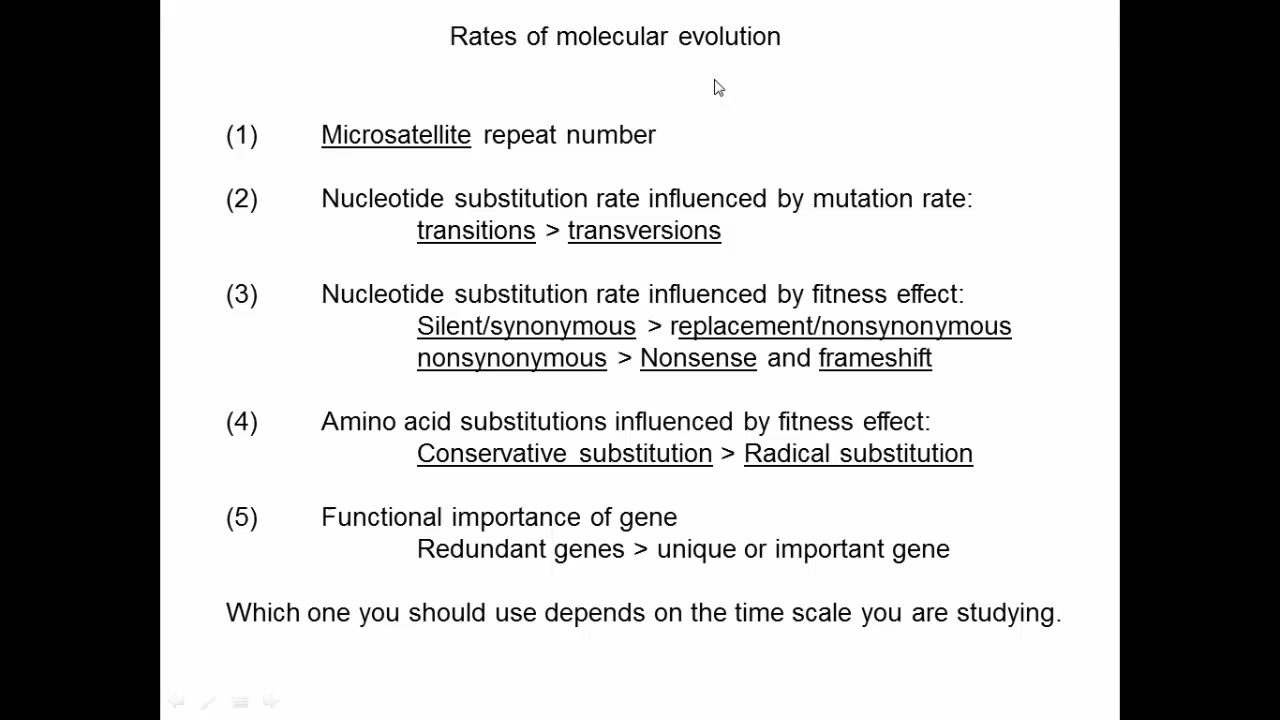 Rates of molecular evolution
(1) Microsatellite repeat number
(2) Nucleotide substitution rate influenced by mutation rate:
transitions > transversions
(3) Nucleotide substitution rate influenced by fitness effect:
Silent/synonymous > replacement/nonsynonymous
nonsynonymous > Nonsense and frameshift
(4) Amino acid substitutions influenced by fitness effect:
Conservative substitution > Radical substitution
(5) Functional importance of gene
Redundant genes > unique or important gene
Which one you should use depends on the time scale you are studying.